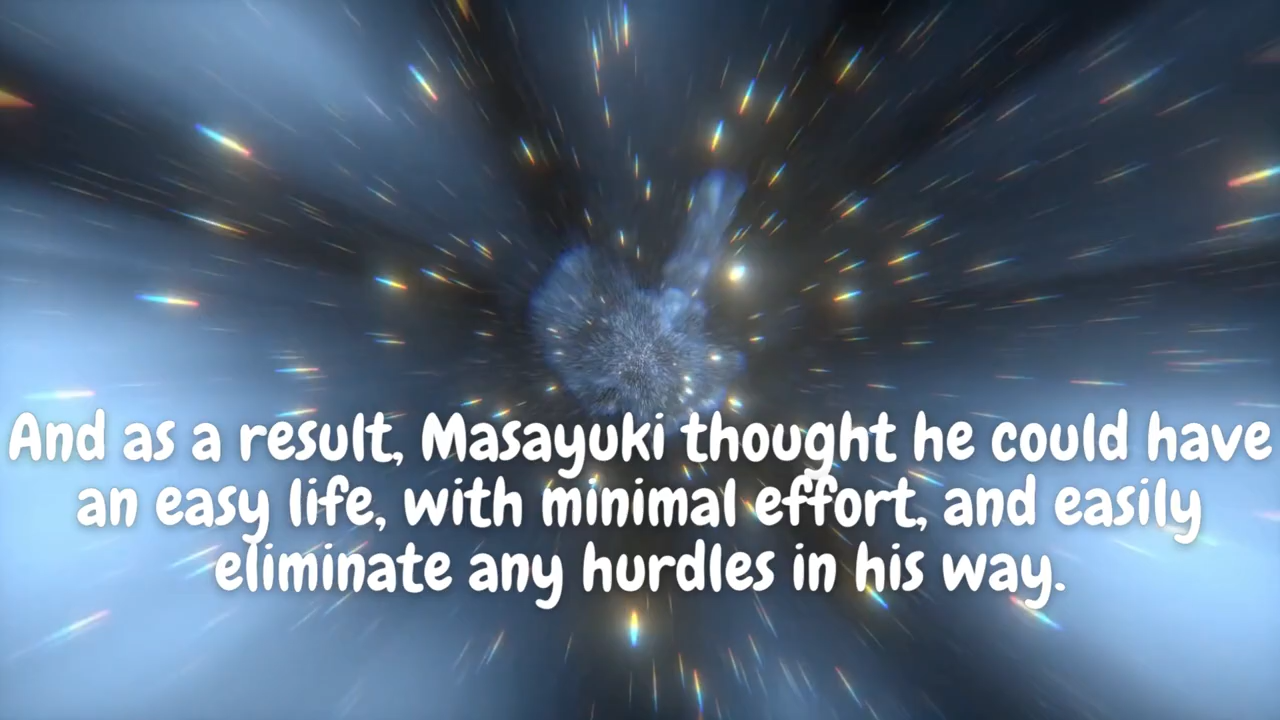 And as a result, Masayuki thought he could have
an easy life, with minimal effort, and easily
eliminate any hurdles in his way.